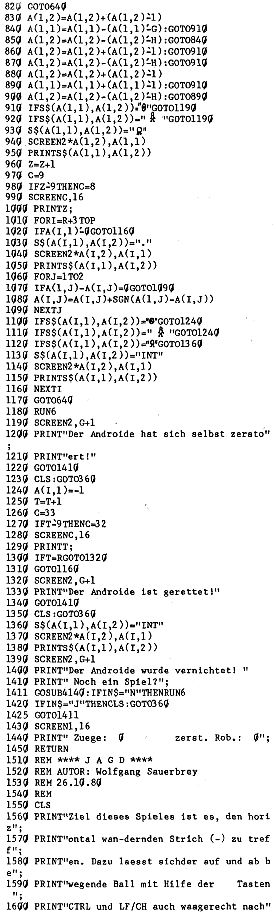 820 GOTO640
830 A(1,2)=A(1,2)+(A(1,2)-1)
840 A(1,1)=A(1,1)-(A(1,1)-G):GOTO910
850 A(1,2)=A(1,2)-(A(1,2)-H):GOTO840
860 A(1,2)=A(1,2)-(A(1,2)-H):GOTO910
870 A(1,2)=A(1,2)+(A(1,2)-1)
880 A(1,1)=A(1,1)+(A(1,1)-1):GOTO910
900 A(1,2)=A(1,2)-(A(1,2)-H):GOTO890
910 IFS$(A(1,1),A(1,2))="0"GOTO1190
920 IFS$(A(1,1),A(1,2))=" "GOTO1190
930 S$(A(1,1),A(1,2))="Ω"
940 SCREEN2*A(1,2),A(1,1)
950 PRINTS$(A(1,1),A(1,2))
960 Z=Z+1
970 C=9
980 IFZ-9THENC=8
990 SCREENC,16
1000 PRINTZ;
1010 FORI=R+3TOP
1020 IFA(I,1)-0GOTO1160
1030 S$(A(I,1),A(I,2))="."
1040 SCREEN2*A(I,2),A(I,1)
1050 PRINTS$(A(I,1),A(I,2))
1060 FORJ=1TO2
1070 IFA(1,J)-A(I,J)=0GOTO1090
1080 A(I,J)=A(I,J)+SGN(A(1,J)-A(I,J))
1090 NEXTJ
1100 IFS$(A(I,1),A(I,2))="0"GOTO1240
1110 IFS$(A(I,1),A(I,2))=" "GOTO1240
1120 IFS$(A(I,1),A(I,2))="Ω"GOTO1360
1130 S$(A(I,1),A(I,2))="INT"
1140 SCREEN2*A(I,2),A(I,1)
1150 PRINTS$(A(I,1),A(I,2))
1160 NEXTI
1170 GOTO640
1180 RUN6
1190 SCREEN2,G+1
1200 PRINT"Der Androide hat sich selbst zersto"
;
1210 PRINT"ert!"
1220 GOTO1410
1230 CLS:GOTO360
1240 A(I,1)=-1
1250 T=T+1
1260 C=33
1270 IFT-9THENC=32
1280 SCREENC,16
1290 PRINTT;
1300 IFT=RGOTO1320
1310 GOTO1160
1320 SCREEN2,G+1
1330 PRINT"Der Androide ist gerettet!"
1340 GOTO1410
1350 CLS:GOTO360
1360 S$(A(I,1),A(I,2))="INT"
1370 SCREEN2*A(I,2),A(I,1)
1380 PRINTS$(A(I,1),A(I,2))
1390 SCREEN2,G+1
1400 PRINT"Der Androide wurde vernichtet! "
1410 PRINT" Noch ein Spiel?";
1411 GOSUB4140:IFIN$="N"THENRUN6
1420 IFIN$="J"THENCLS:GOTO360
1425 GOTO1411
1430 SCREEN1,16
1440 PRINT" Zuege: 0 zerst. Rob.: 0";
1450 RETURN
1510 REM **** J A G D ****
1520 REM AUTOR: Wolfgang Sauerbrey
1530 REM 26.10.80
1540 REM
1550 CLS
1560 PRINT"Ziel dieses Spieles ist es, den hori
z";
1570 PRINT"ontal wan-dernden Strich (-) zu tref
f";
1580 PRINT"en. Dazu laesst sichder auf und ab b
e";
1590 PRINT"wegende Ball mit Hilfe der Tasten
";
1600 PRINT"CTRL und LF/CH auch waagerecht nach"